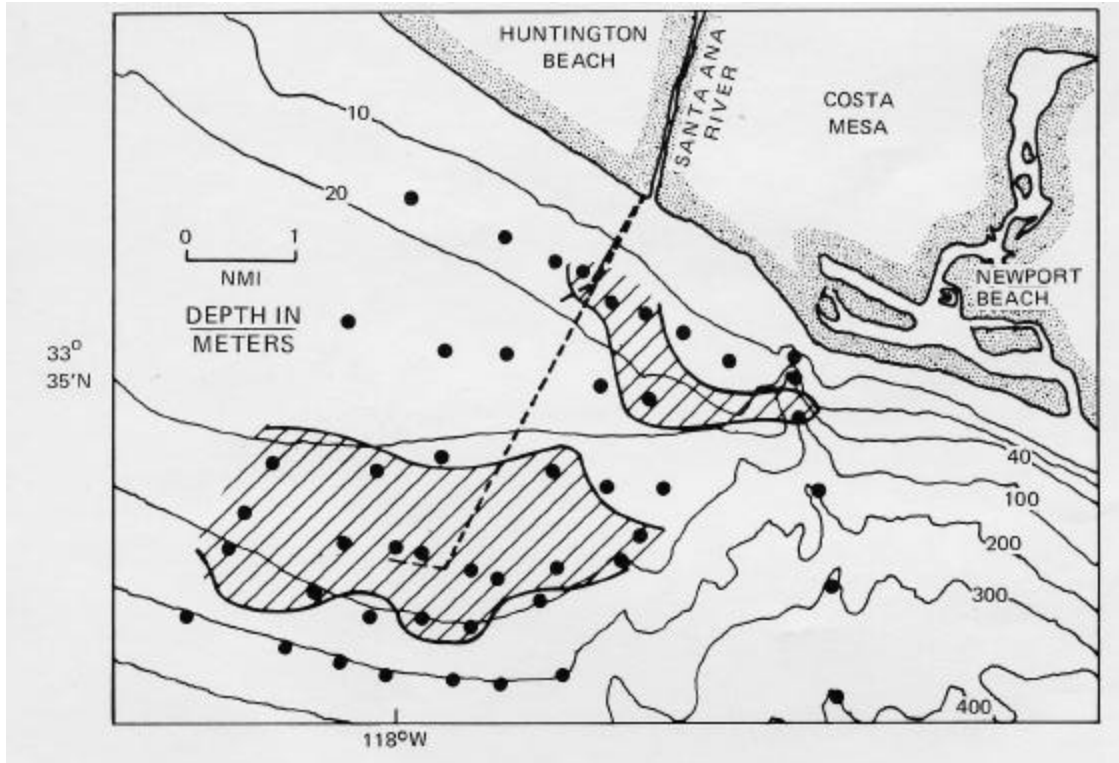 HUNTINGTON
BEACH
SANTA ANA
RIVER
COSTA
MESA
10
20
0 1
NMI
NEWPORT
BEACH
DEPTH IN
METERS
33°
35'N
40
100
200
300
400
118°W